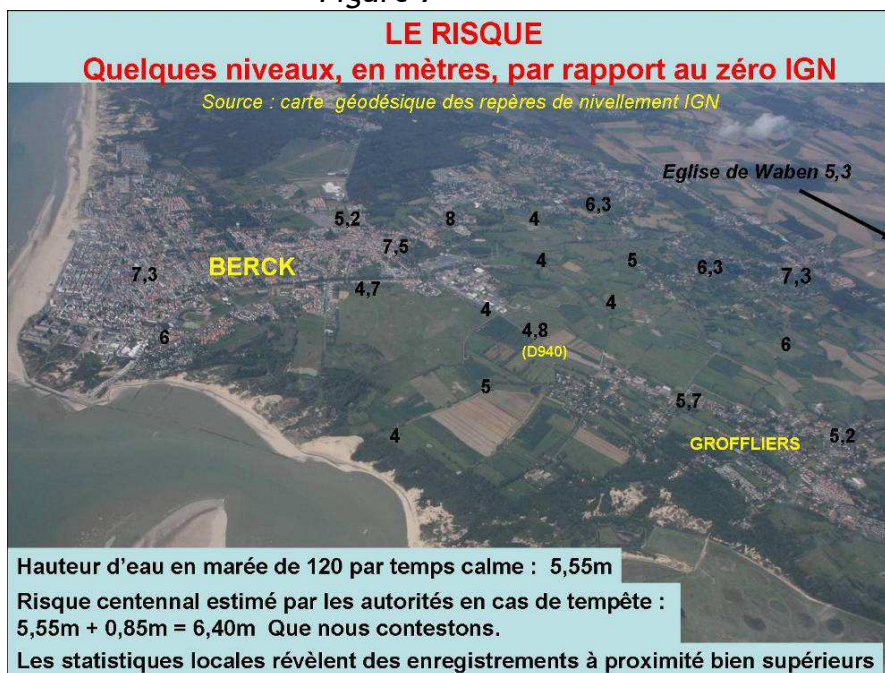 Figure 7
LE RISQUE
Quelques niveaux, en mètres, par rapport au zéro IGN
Source : carte géodésique des repères de nivellement IGN
Eglise de Waben 5,3
5,2 8 4 6,3
7,5
7,3 BERCK 4 5 6,3 7,3
4,7 4 4
6 4,8 6
(D940)
5 5,7
4 GROFFLIERS 5,2
Hauteur d'eau en marée de 120 par temps calme : 5,55m
Risque centennal estimé par les autorités en cas de tempête :
5,55m + 0,85m = 6,40m Que nous contestons.
Les statistiques locales révèlent des enregistrements à proximité bien supérieurs